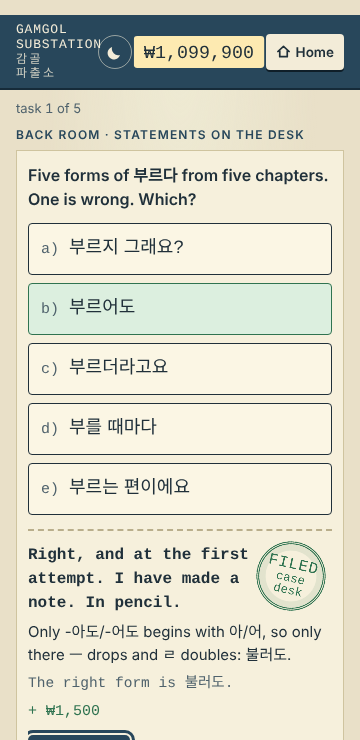 GAMGOL
SUBSTATION
감골
파출소
₩1,099,900
Home
task 1 of 5
BACK ROOM · STATEMENTS ON THE DESK
Five forms of 부르다 from five chapters.
One is wrong. Which?
a) 부르지 그래요?
b) 부르어도
c) 부르더라고요
d) 부를 때마다
e) 부르는 편이에요
Right, and at the first
attempt. I have made a
note. In pencil.
FILED
case
desk
Only -아도/-어도 begins with 아/어, so only
there ㅡ drops and ㄹ doubles: 불러도.
The right form is 불러도.
+ ₩1,500